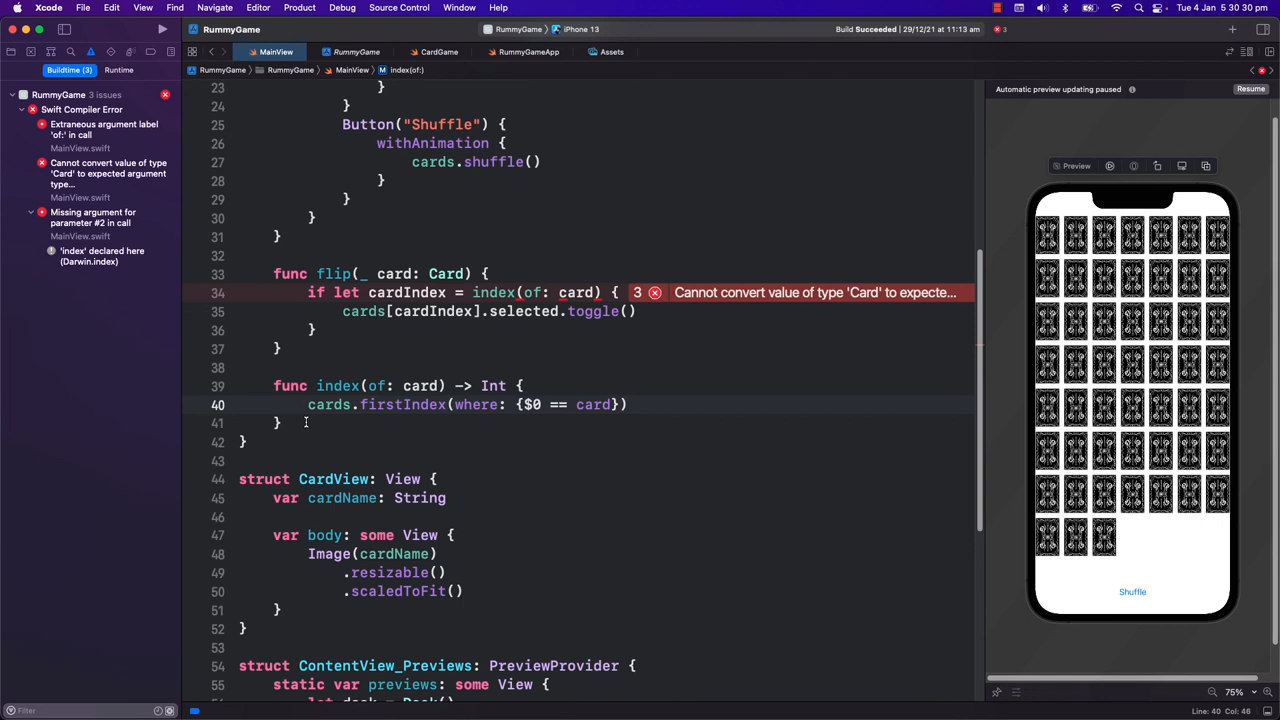 Xcode File Edit View Find Navigate Editor Product Debug Source Control Window Help Tue 4 Jan 5 30 30 pm
RummyGame RummyGame iPhone 13 Build Succeeded | 29/12/21 at 11:13 am 3
MainView RummyGame CardGame RummyGameApp Assets
Buildtime (3) Runtime
RummyGame RummyGame MainView index(of:)
RummyGame 3 issues
Swift Compiler Error
Extraneous argument label
'of:' in call
MainView.swift
Cannot convert value of type
'Card' to expected argument
type...
MainView.swift
Missing argument for
parameter #2 in call
MainView.swift
'index' declared here
(Darwin.index)
Filter
23 }
24 }
25 Button("Shuffle") {
26 withAnimation {
27 cards.shuffle()
28 }
29 }
30 }
31 }
32
33 func flip(_ card: Card) {
34 if let cardIndex = index(of: card) { 3 Cannot convert value of type 'Card' to expecte...
35 cards[cardIndex].selected.toggle()
36 }
37 }
38
39 func index(of: card) -> Int {
40 cards.firstIndex(where: {$0 == card})
41 }
42 }
43
44 struct CardView: View {
45 var cardName: String
46
47 var body: some View {
48 Image(cardName)
49 .resizable()
50 .scaledToFit()
51 }
52 }
53
54 struct ContentView_Previews: PreviewProvider {
55 static var previews: some View {
Automatic preview updating paused Resume
Preview
Shuffle
75%
Line: 40 Col: 46